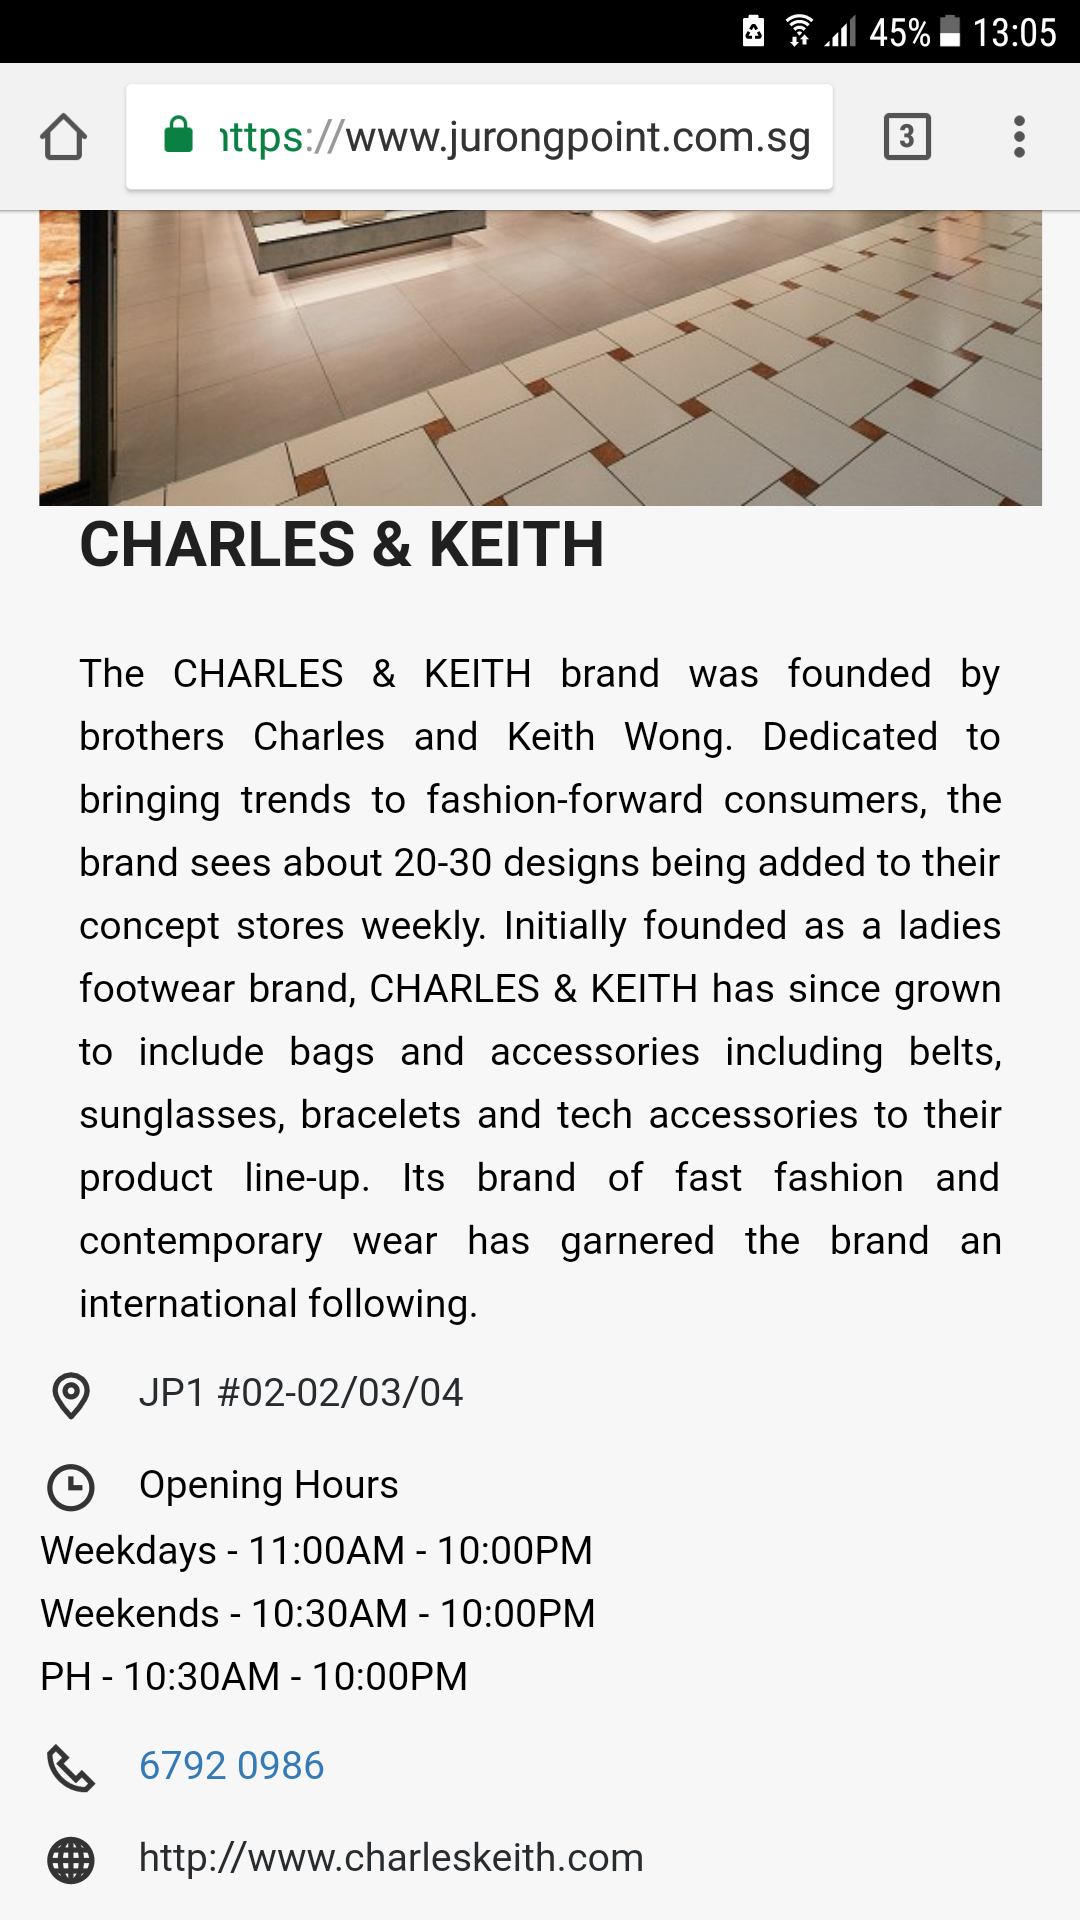 45% 13:05
https://www.jurongpoint.com.sg 3
CHARLES & KEITH
The CHARLES & KEITH brand was founded by
brothers Charles and Keith Wong. Dedicated to
bringing trends to fashion-forward consumers, the
brand sees about 20-30 designs being added to their
concept stores weekly. Initially founded as a ladies
footwear brand, CHARLES & KEITH has since grown
to include bags and accessories including belts,
sunglasses, bracelets and tech accessories to their
product line-up. Its brand of fast fashion and
contemporary wear has garnered the brand an
international following.
JP1 #02-02/03/04
Opening Hours
Weekdays - 11:00AM - 10:00PM
Weekends - 10:30AM - 10:00PM
PH - 10:30AM - 10:00PM
6792 0986
http://www.charleskeith.com